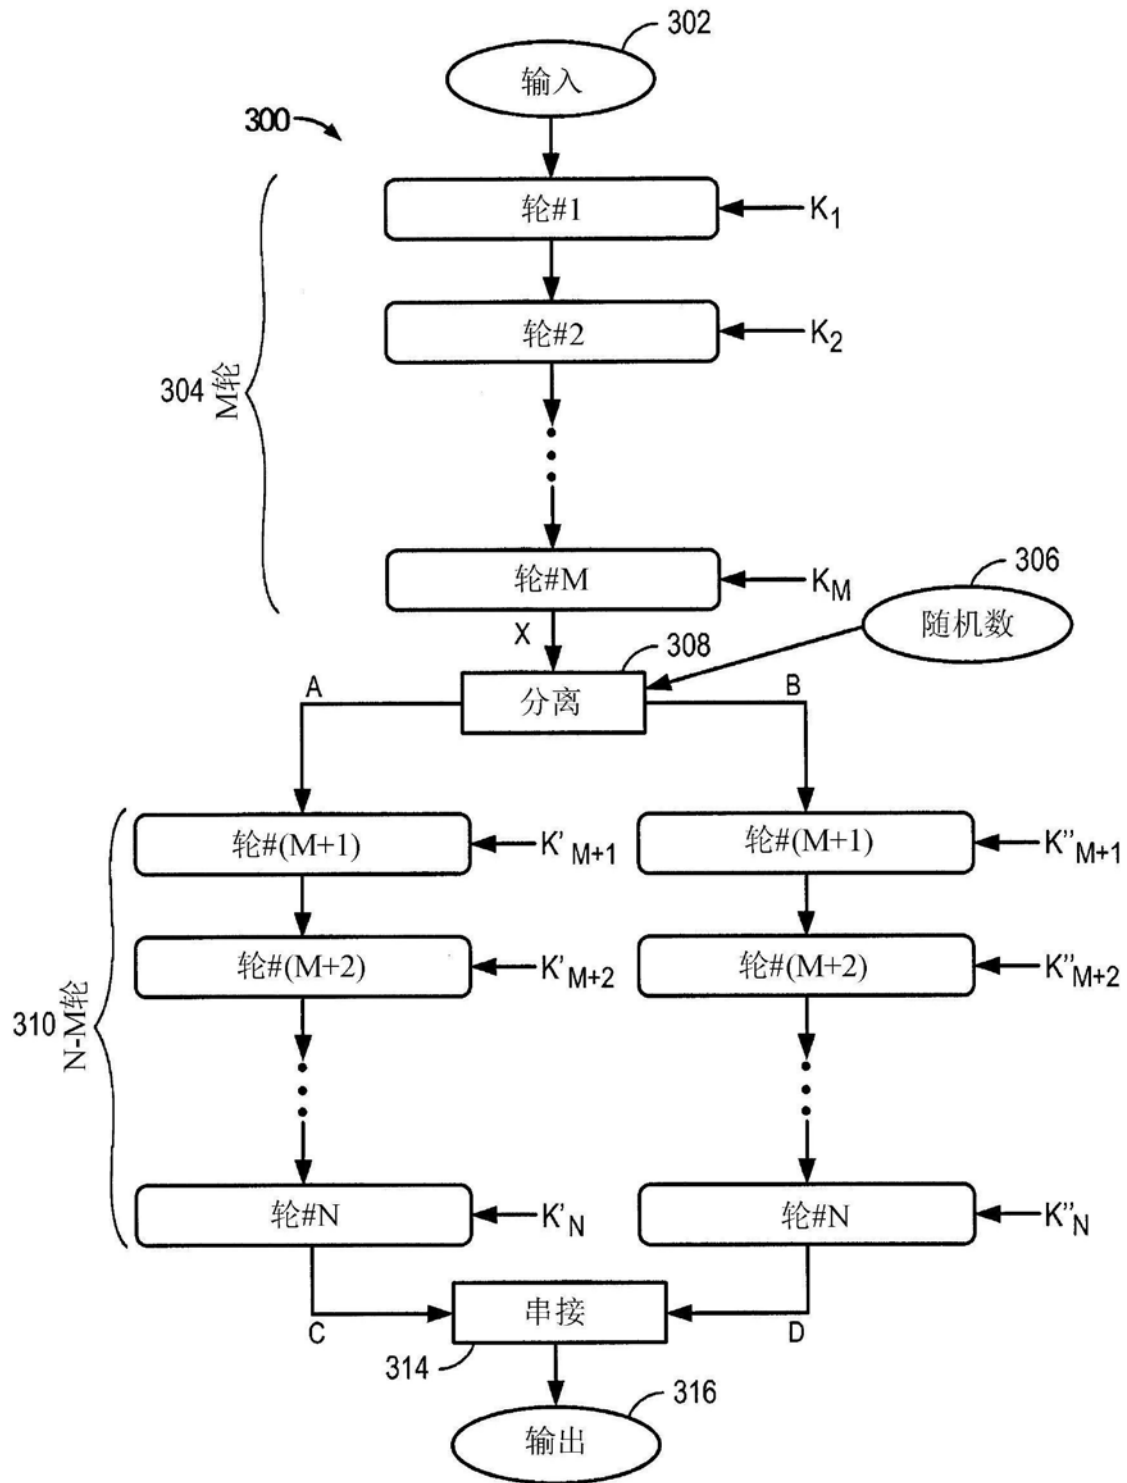 302
输入
300
轮#1
K1
轮#2
K2
304
M轮
轮#M
KM
306
随机数
X
308
A
分离
B
轮#(M+1)
K'M+1
轮#(M+1)
K"M+1
轮#(M+2)
K'M+2
轮#(M+2)
K"M+2
310
N-M轮
轮#N
K'N
轮#N
K"N
C
串接
D
314
316
输出